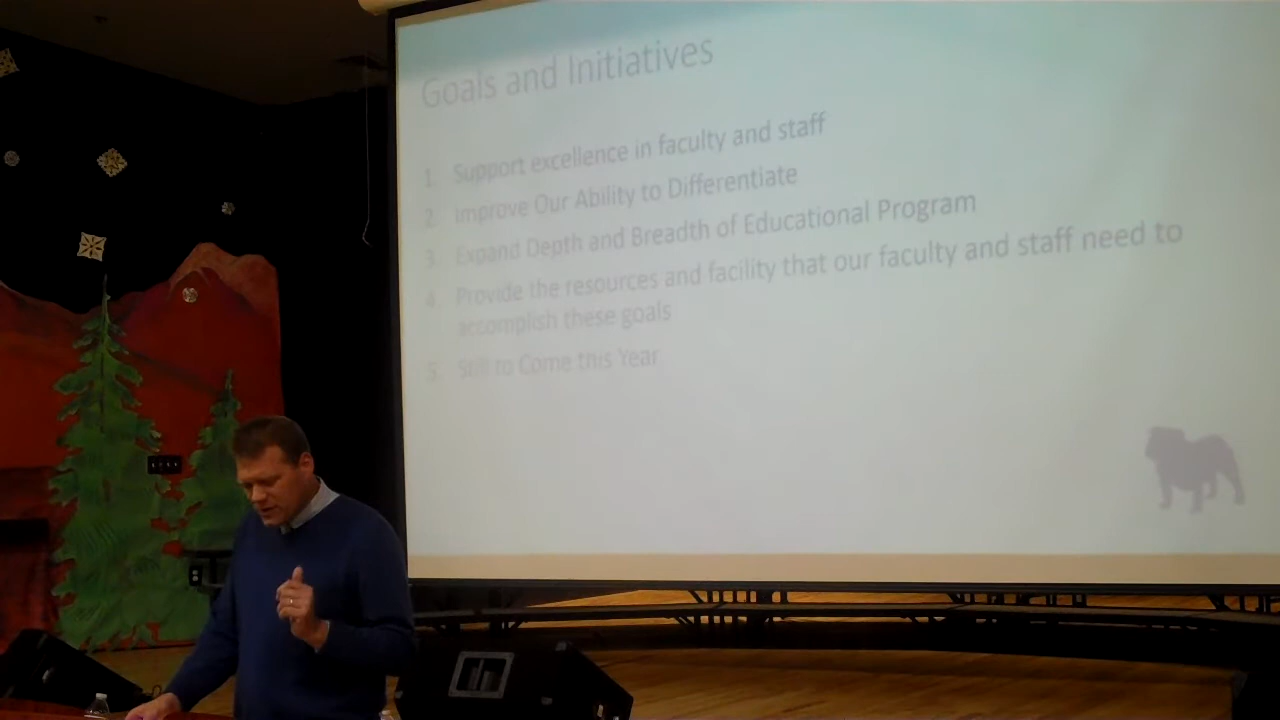 Goals and Initiatives
1. Support excellence in faculty and staff
2. Improve Our Ability to Differentiate
3. Expand Depth and Breadth of Educational Program
4. Provide the resources and facility that our faculty and staff need to
accomplish these goals
5. Still to Come this Year